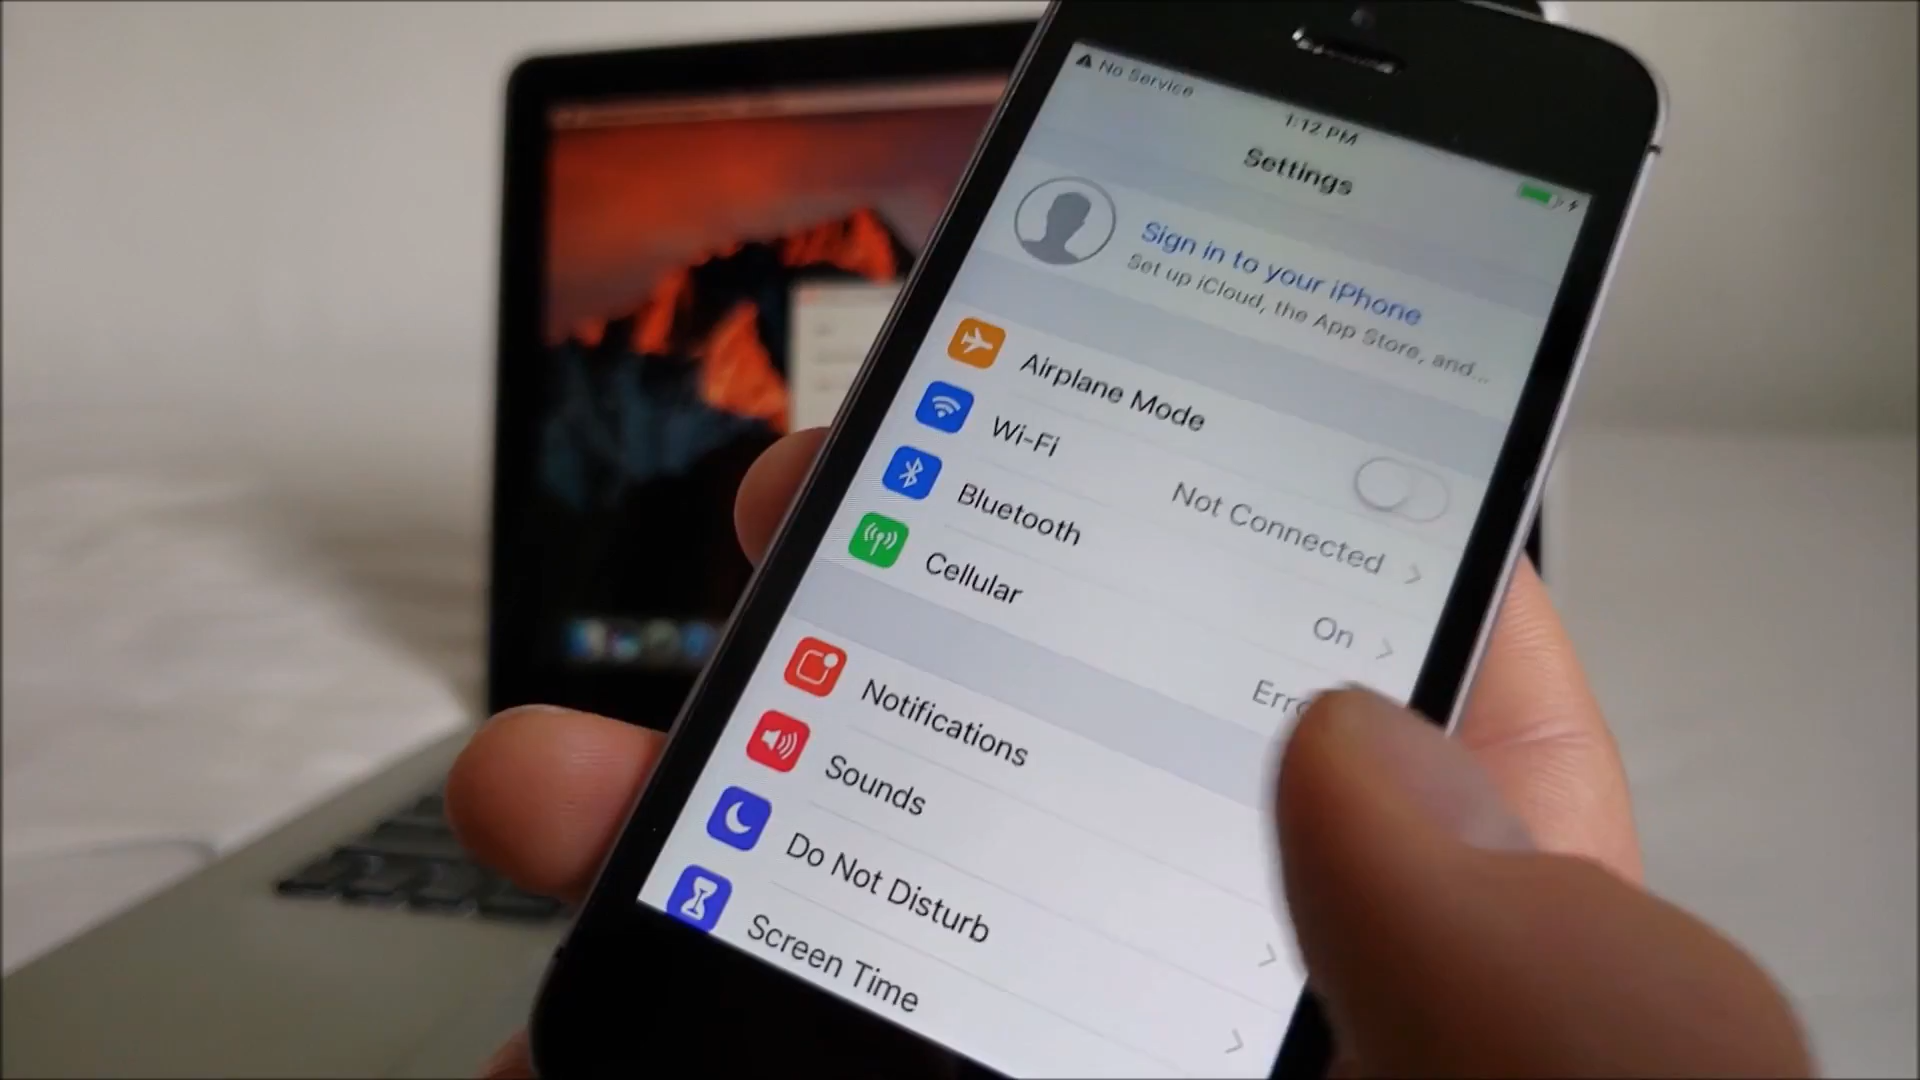 No Service
1:12 PM
Settings
Sign in to your iPhone
Set up iCloud, the App Store, and...
Airplane Mode
Wi-Fi Not Connected
Bluetooth On
Cellular
Notifications
Sounds
Do Not Disturb
Screen Time